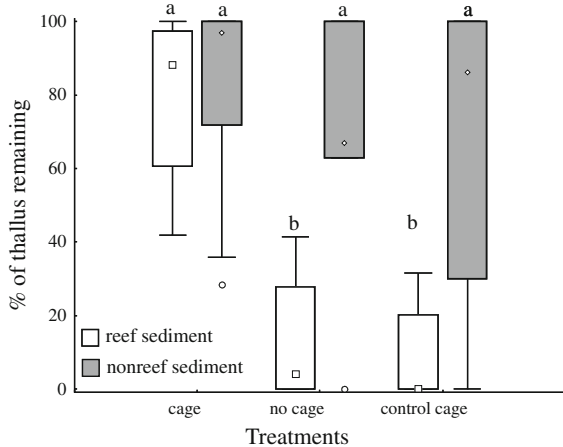 a a a a
100
80
60
b b
40
20
reef sediment
nonreef sediment
0
cage no cage control cage
Treatments
% of thallus remaining